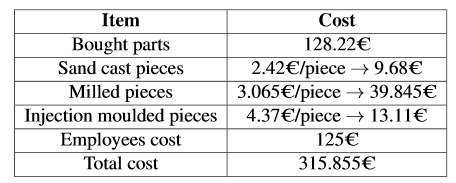 Item Cost
Bought parts 128.22€
Sand cast pieces 2.42€/piece → 9.68€
Milled pieces 3.065€/piece → 39.845€
Injection moulded pieces 4.37€/piece → 13.11€
Employees cost 125€
Total cost 315.855€